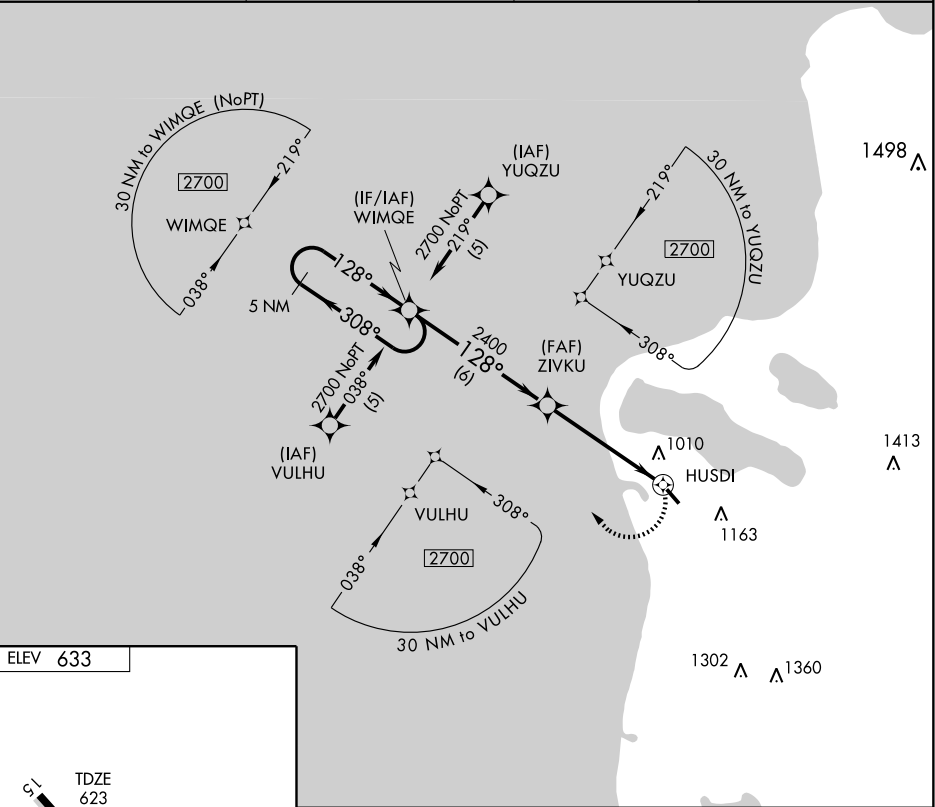 30 NM to WIMQE (NoPT)
2700
219°
WIMQE
038°
(IAF)
YUQZU
(IF/IAF)
WIMQE
2700 NoPT
219°
(5)
30 NM to YUQZU
219°
2700
YUQZU
308°
1498
128°
5 NM
308°
2400
128°
(6)
(FAF)
ZIVKU
2700 NoPT
038°
(5)
(IAF)
VULHU
1010
HUSDI
1413
1163
308°
VULHU
038°
2700
30 NM to VULHU
1302
1360
ELEV 633
15
TDZE
623